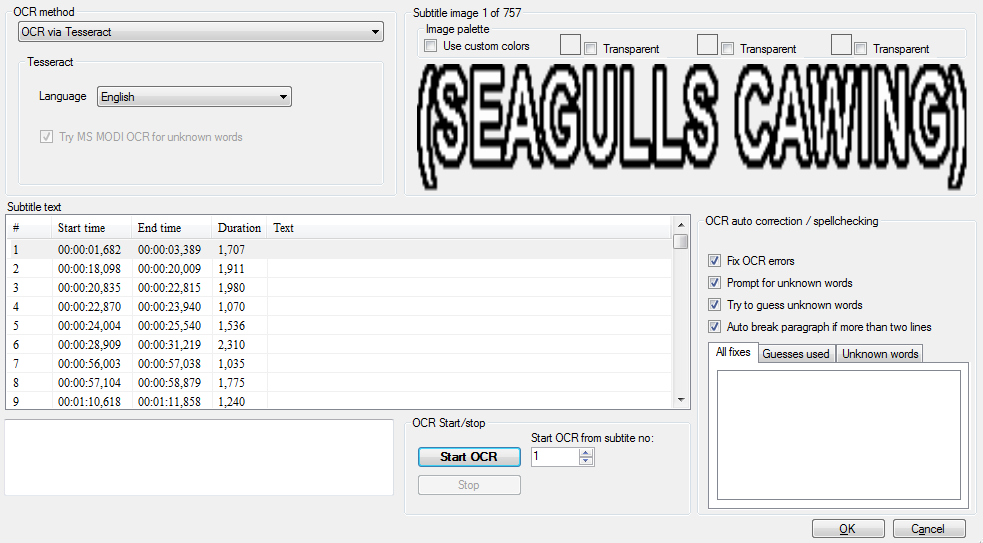 OCR method
OCR via Tesseract
Tesseract
Language English
Try MS MODI OCR for unknown words
Subtitle image 1 of 757
Image palette
Use custom colors Transparent Transparent Transparent
(SEAGULLS CAWING)
Subtitle text
# Start time End time Duration Text
1 00:00:01,682 00:00:03,389 1,707
2 00:00:18,098 00:00:20,009 1,911
3 00:00:20,835 00:00:22,815 1,980
4 00:00:22,870 00:00:23,940 1,070
5 00:00:24,004 00:00:25,540 1,536
6 00:00:28,909 00:00:31,219 2,310
7 00:00:56,003 00:00:57,038 1,035
8 00:00:57,104 00:00:58,879 1,775
9 00:01:10,618 00:01:11,858 1,240
OCR auto correction / spellchecking
Fix OCR errors
Prompt for unknown words
Try to guess unknown words
Auto break paragraph if more than two lines
All fixes Guesses used Unknown words
OCR Start/stop
Start OCR from subtite no:
Start OCR 1
Stop
OK Cancel